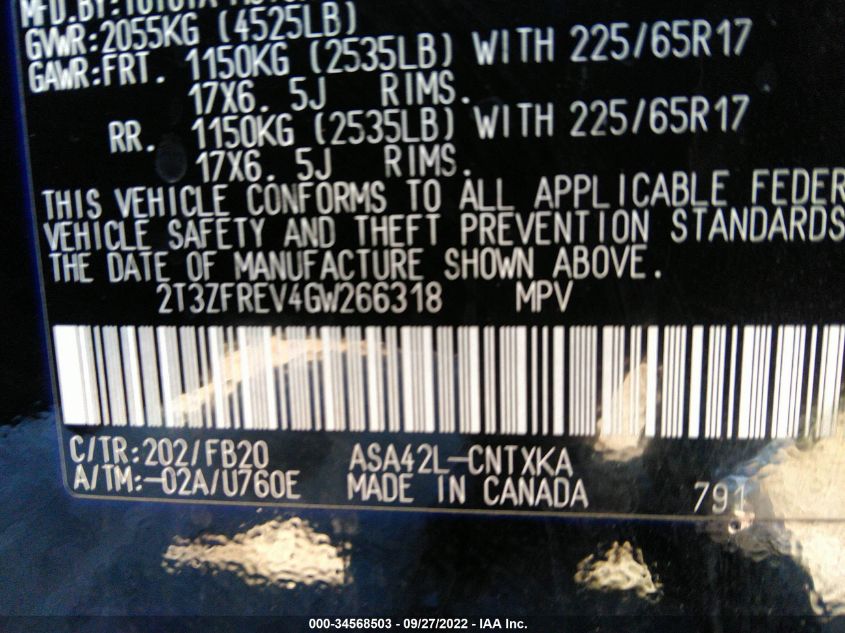 MFD.BY:TOYOTA
GVWR:2055KG (4525LB)
GAWR:FRT. 1150KG (2535LB) WITH 225/65R17
17X6. 5J RIMS.
RR. 1150KG (2535LB) WITH 225/65R17
17X6. 5J RIMS.
THIS VEHICLE CONFORMS TO ALL APPLICABLE FEDER
VEHICLE SAFETY AND THEFT PREVENTION STANDARDS
THE DATE OF MANUFACTURE SHOWN ABOVE.
2T3ZFREV4GW266318 MPV
C/TR:202/FB20 ASA42L-CNTXKA
A/TM:-02A/U760E MADE IN CANADA 791
000-34568503 - 09/27/2022 - IAA Inc.